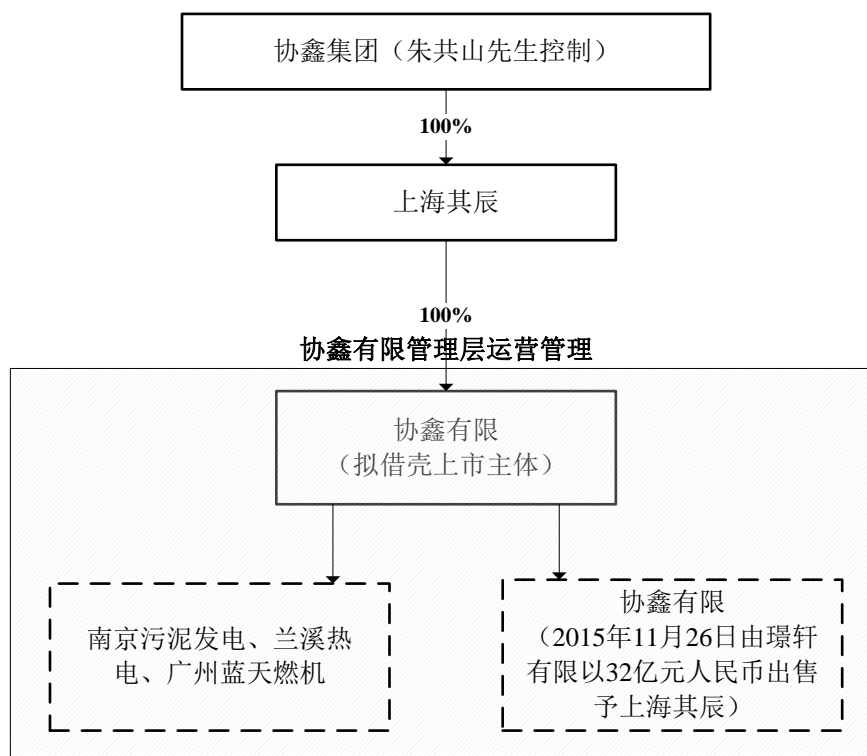 协鑫集团（朱共山先生控制）
100%
上海其辰
100%
协鑫有限管理层运营管理
协鑫有限
（拟借壳上市主体）
南京污泥发电、兰溪热
电、广州蓝天燃机
协鑫有限
（2015年11月26日由璟轩
有限以32亿元人民币出售
予上海其辰）